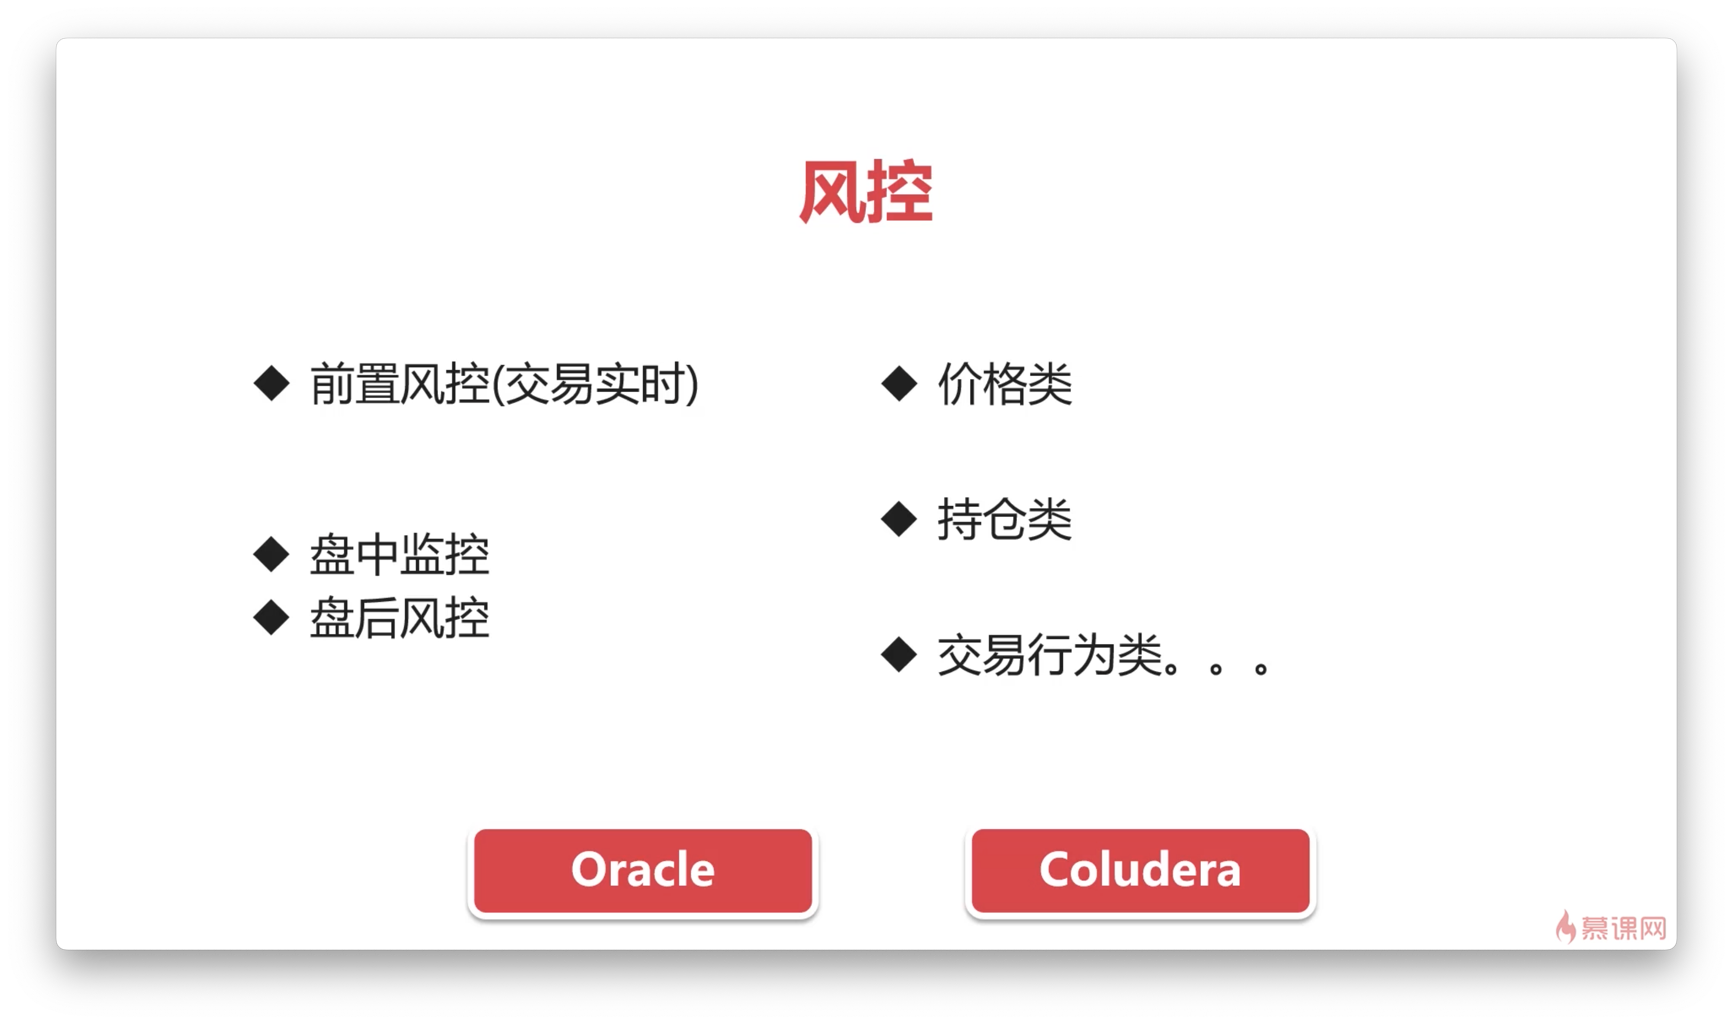 风控
◆ 前置风控(交易实时)
◆ 盘中监控
◆ 盘后风控
◆ 价格类
◆ 持仓类
◆ 交易行为类。。。
Oracle
Coludera
慕课网